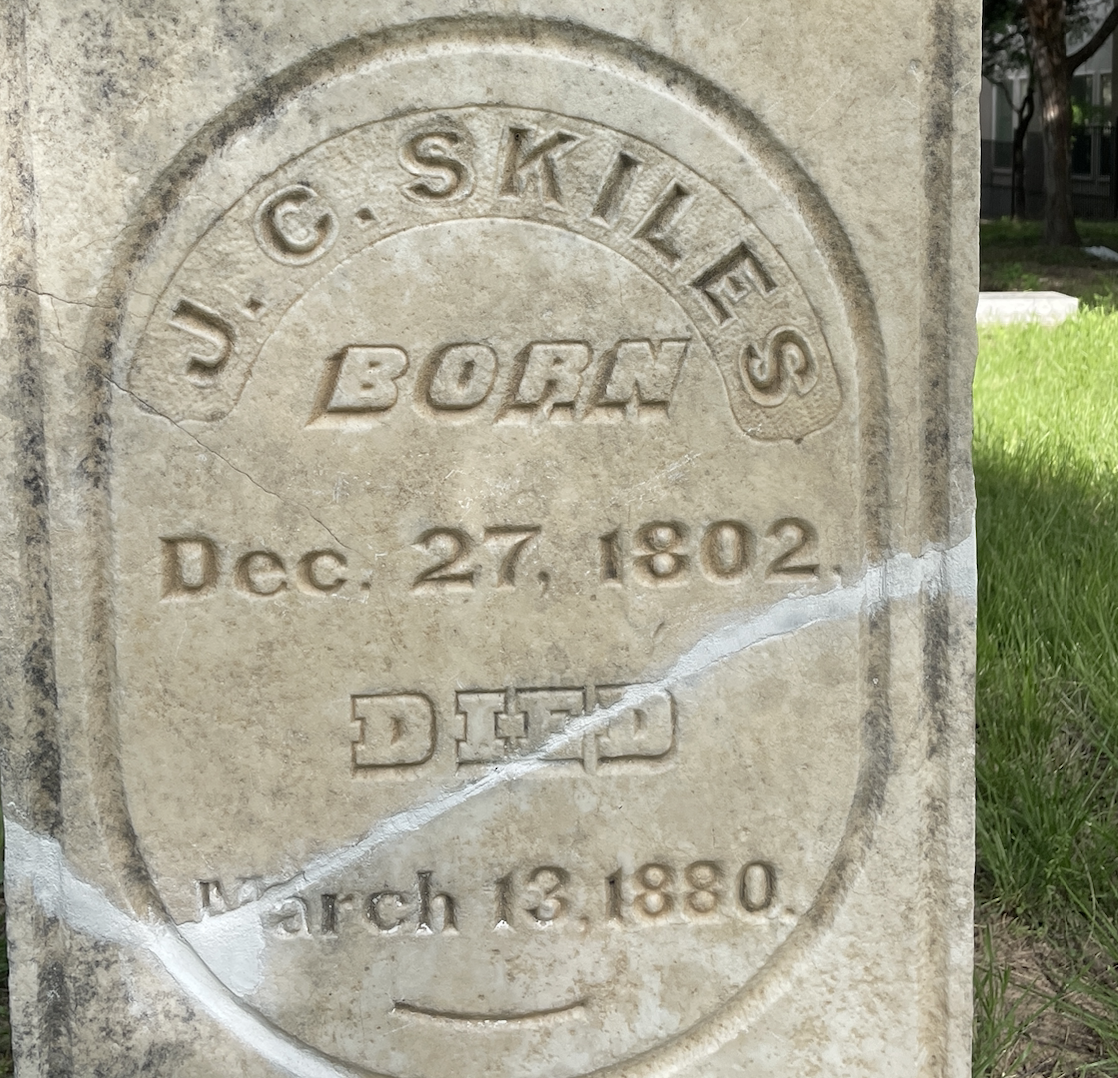 J. C. SKILES
BORN
Dec. 27, 1802.
DIED
March 13, 1880.